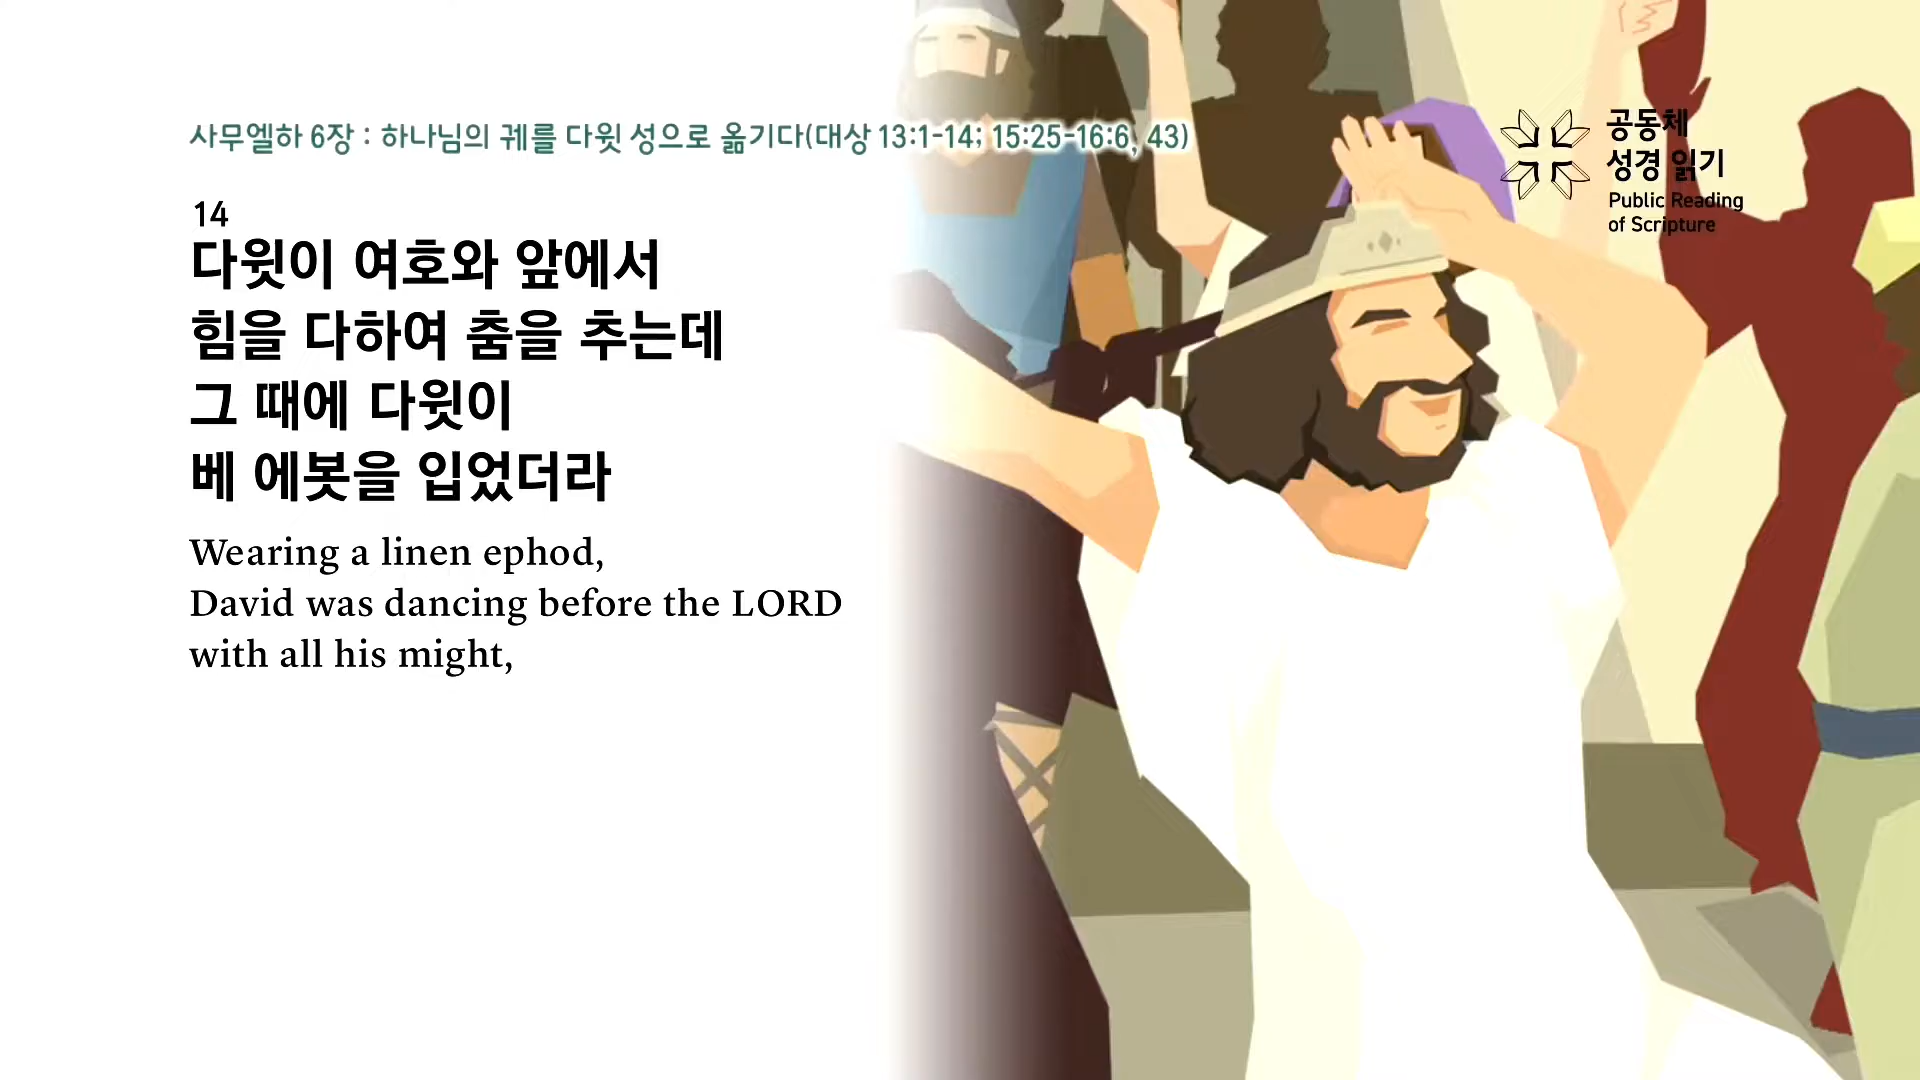 사무엘하 6장 : 하나님의 궤를 다윗 성으로 옮기다(대상 13:1-14; 15:25-16:6, 43)
공동체
성경 읽기
Public Reading
of Scripture
14
다윗이 여호와 앞에서
힘을 다하여 춤을 추는데
그 때에 다윗이
베 에봇을 입었더라
Wearing a linen ephod,
David was dancing before the LORD
with all his might,